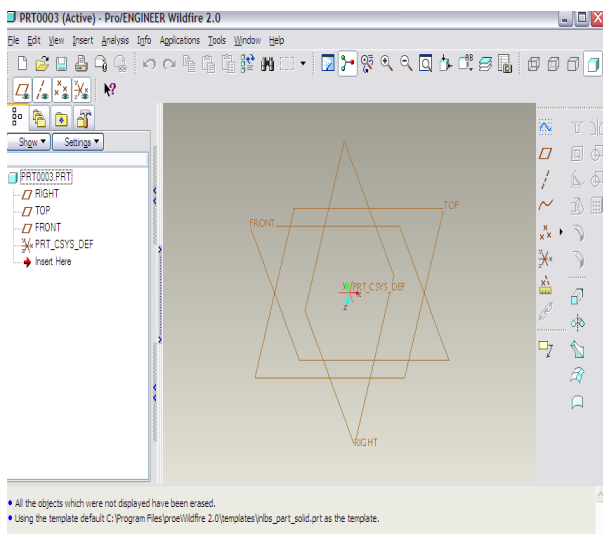 PRT0003 (Active) - Pro/ENGINEER Wildfire 2.0
File Edit View Insert Analysis Info Applications Tools Window Help
Show Settings
PRT0003.PRT
RIGHT
TOP
FRONT
PRT_CSYS_DEF
Insert Here
TOP
FRONT
PRT_CSYS_DEF
Z
RIGHT
All the objects which were not displayed have been erased.
Using the template default C:\Program Files\proeWildfire 2.0\templates\inlbs_part_solid.prt as the template.